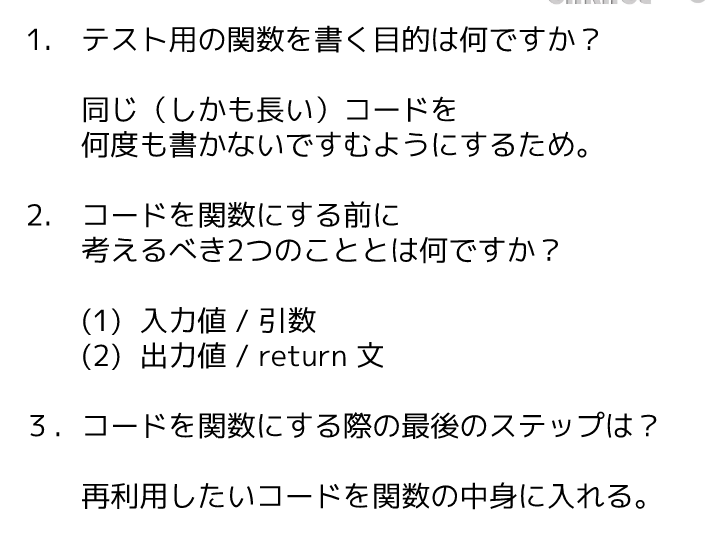 1. テスト用の関数を書く目的は何ですか？
同じ（しかも長い）コードを
何度も書かないですむようにするため。
2. コードを関数にする前に
考えるべき2つのこととは何ですか？
(1) 入力値 / 引数
(2) 出力値 / return 文
３. コードを関数にする際の最後のステップは？
再利用したいコードを関数の中身に入れる。